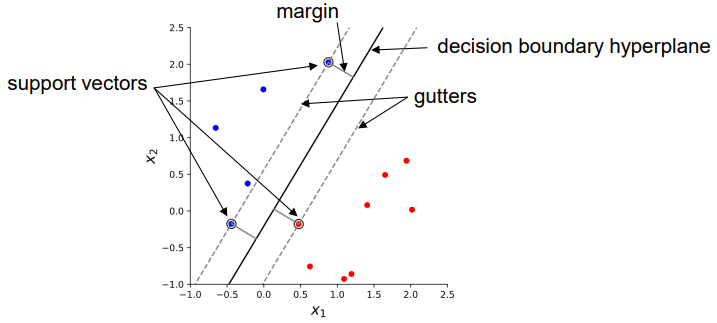 margin
decision boundary hyperplane
support vectors
gutters
2.5
2.0
1.5
1.0
0.5
0.0
−0.5
−1.0
x2
−1.0 −0.5 0.0 0.5 1.0 1.5 2.0 2.5
x1